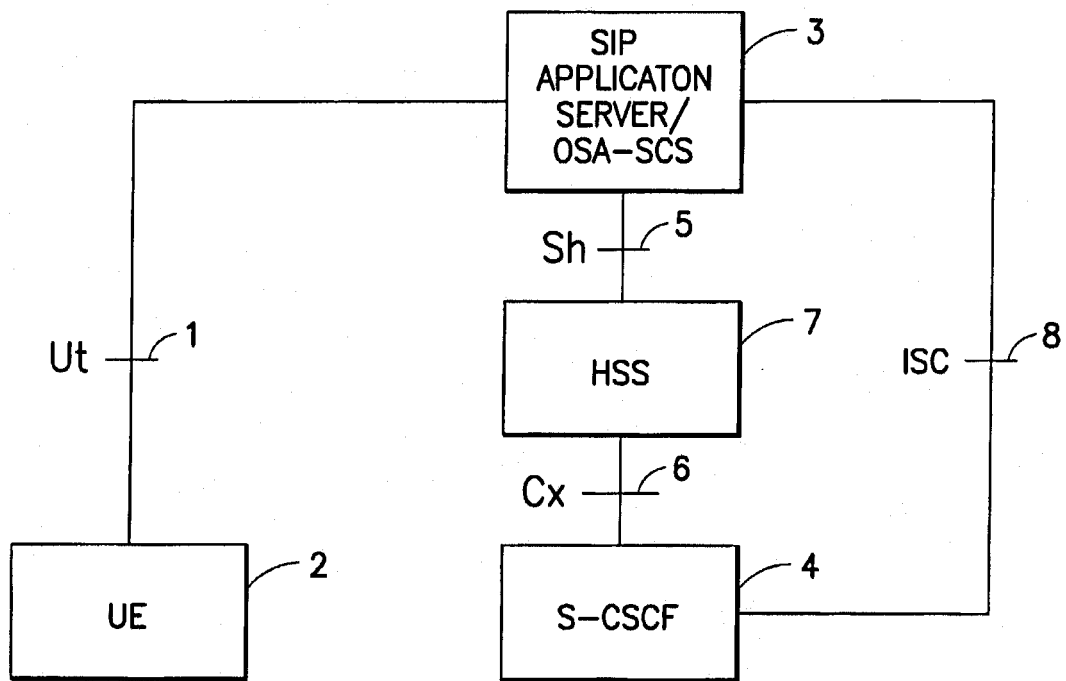 SIP
APPLICATON
SERVER/
OSA-SCS
3
Sh
5
Ut
1
HSS
7
ISC
8
Cx
6
UE
2
S-CSCF
4